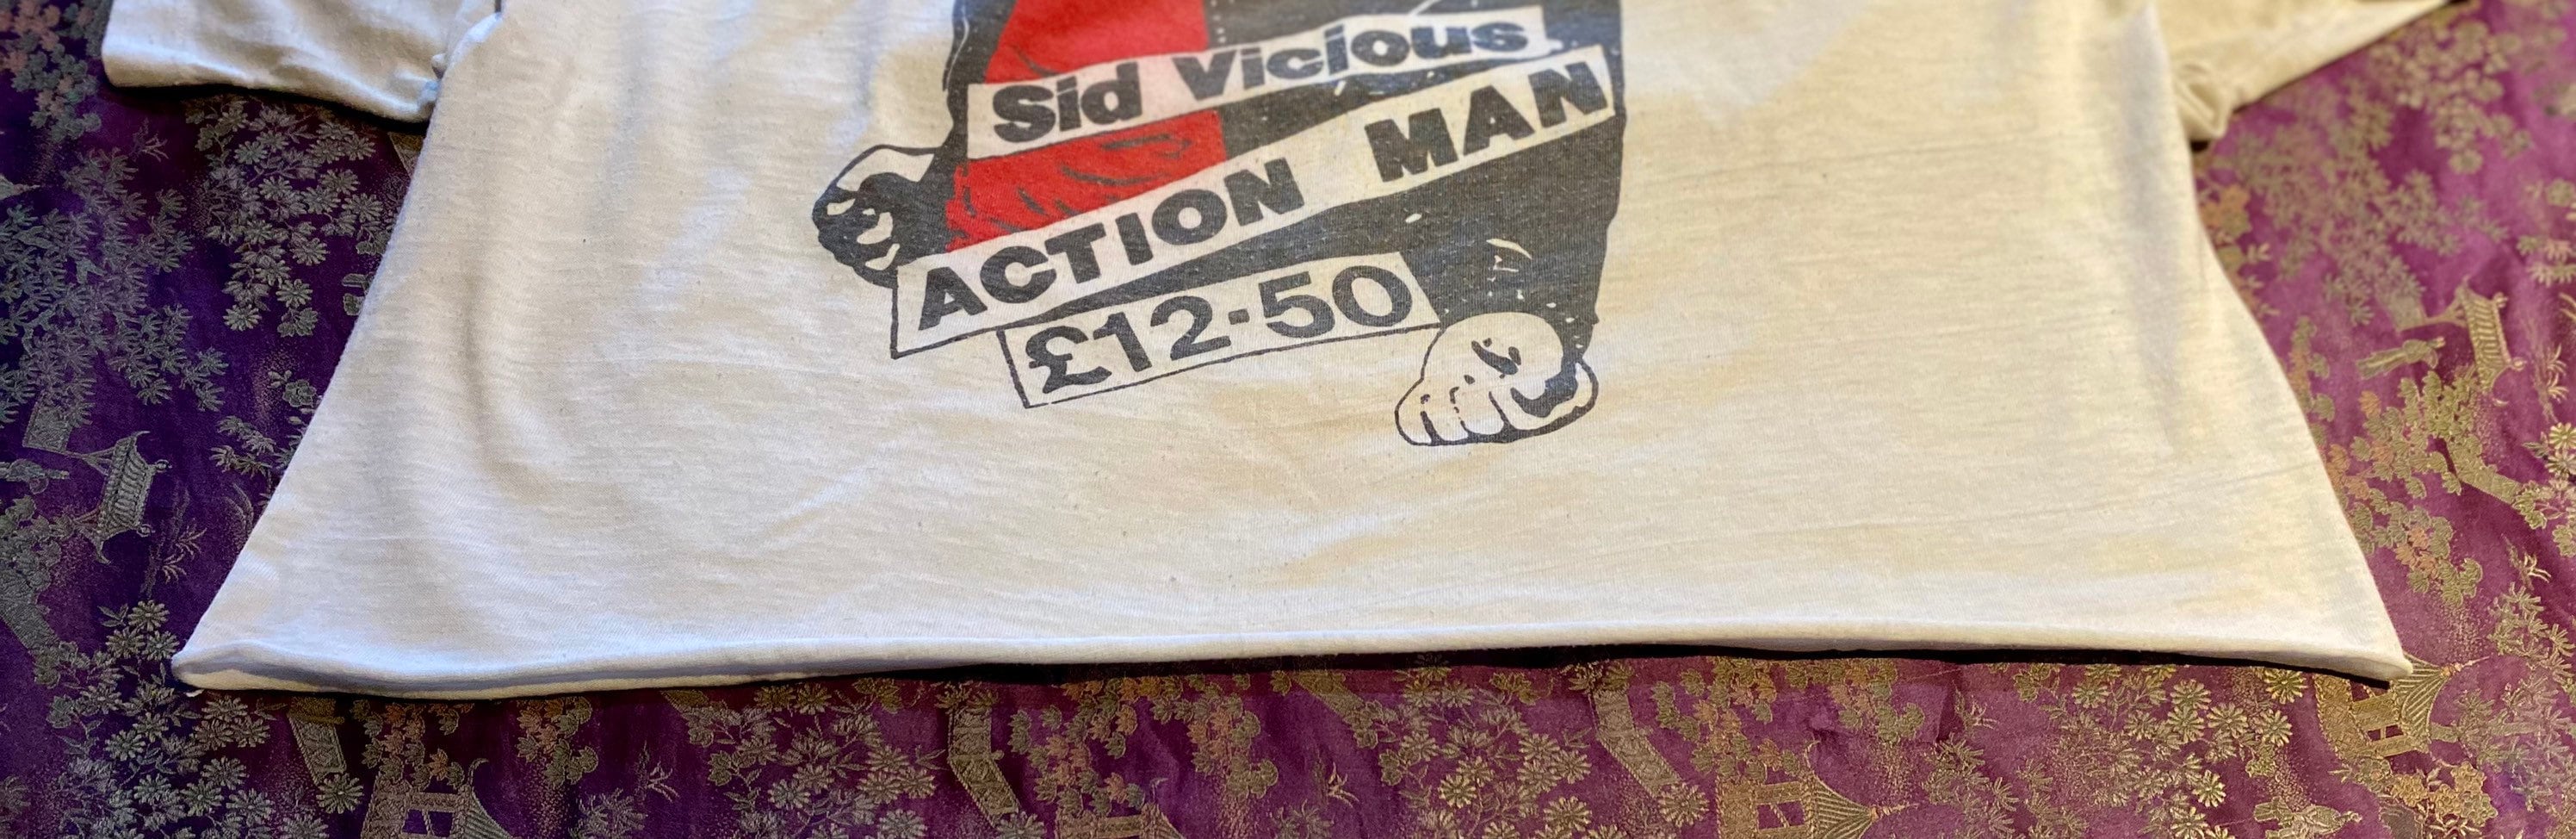 Sid Vicious
ACTION MAN
£12·50